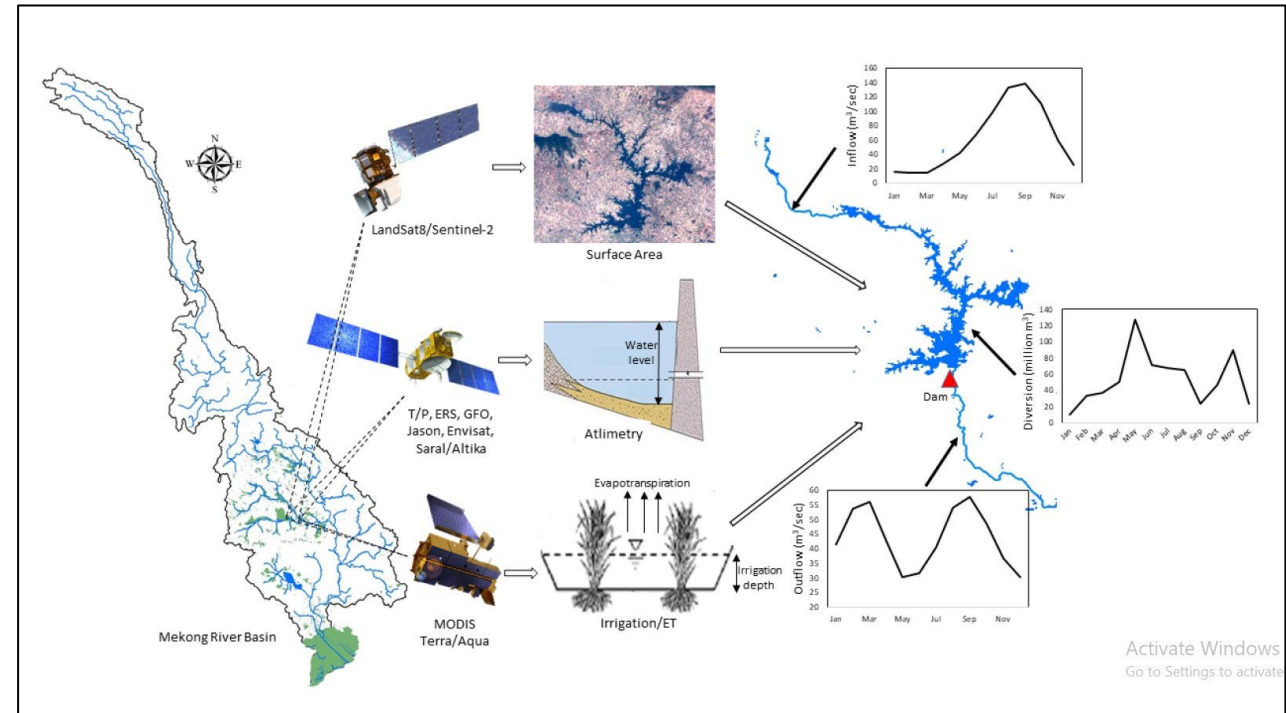 N
W
E
S
Mekong River Basin
LandSat8/Sentinel-2
T/P, ERS, GFO,
Jason, Envisat,
Saral/Altika
MODIS
Terra/Aqua
Surface Area
Water
level
Atlimetry
Evapotranspiration
Irrigation
depth
Irrigation/ET
Inflow (m³/sec)
160
140
120
100
80
60
40
20
0
Jan Mar May Jul Sep Nov
Dam
Diversion (million m³)
140
120
100
80
60
40
20
0
Jan Feb Mar Apr May Jun Jul Aug Sep Oct Nov Dec
Outflow (m³/sec)
60
55
50
45
40
35
30
25
20
Jan Mar May Jul Sep Nov
Activate Windows
Go to Settings to activate